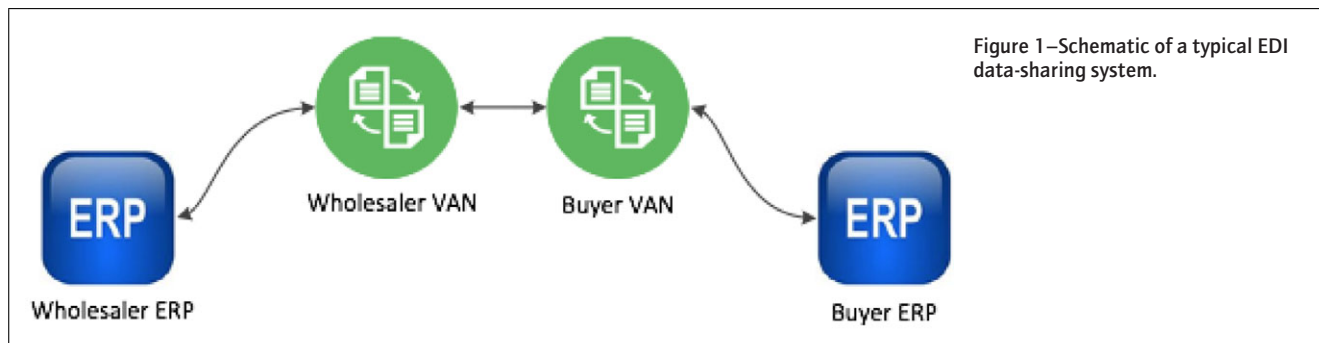 Figure 1–Schematic of a typical EDI
data-sharing system.
Wholesaler VAN
Buyer VAN
ERP
ERP
Wholesaler ERP
Buyer ERP